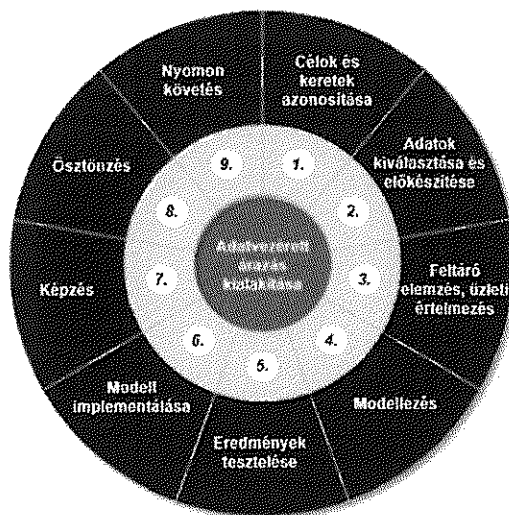 Célok és
keretek
azonosítása
1.
Adatok
kiválasztása és
előkészítése
2.
Feltáró
elemzés, üzleti
értelmezés
3.
Modellezés
4.
Eredmények
tesztelése
5.
Modell
implementálása
6.
Képzés
7.
Ösztönzés
8.
Nyomon
követés
9.
Adatvezérelt
árazás
kialakítása